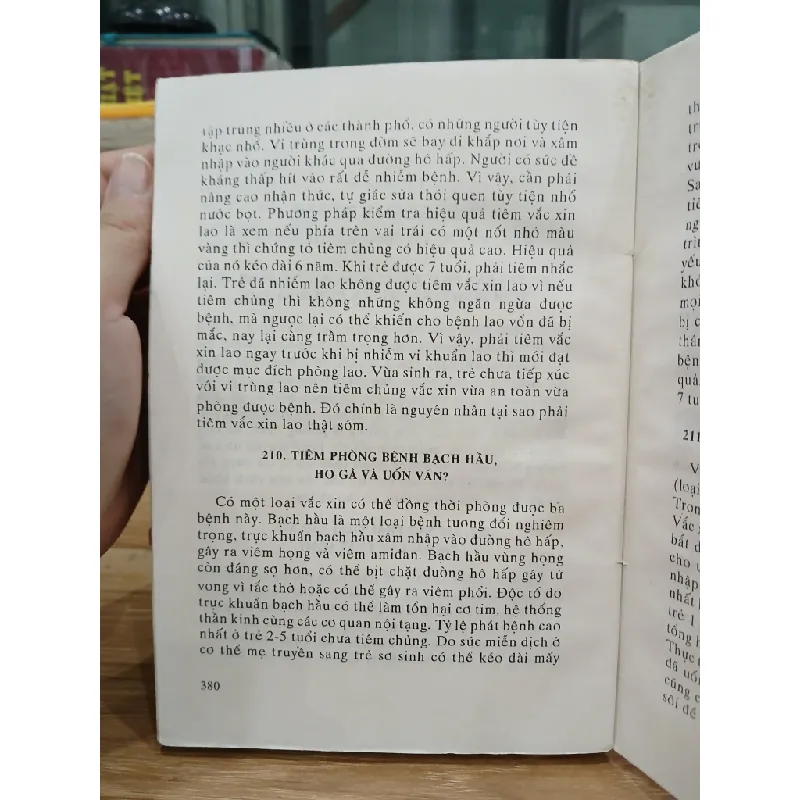 tập trung nhiều ở các thành phố, có những người tùy tiện
khạc nhổ. Vi trùng trong đờm sẽ bay đi khắp nơi và xâm
nhập vào người khác qua đường hô hấp. Người có sức đề
kháng thấp hít vào rất dễ nhiễm bệnh. Vì vậy, cần phải
nâng cao nhận thức, tự giác sửa thói quen tùy tiện nhổ
nước bọt. Phương pháp kiểm tra hiệu quả tiêm vắc xin
lao là xem nếu phía trên vai trái có một nốt nhỏ màu
vàng thì chứng tỏ tiêm chủng có hiệu quả cao. Hiệu quả
của nó kéo dài 6 năm. Khi trẻ được 7 tuổi, phải tiêm nhắc
lại. Trẻ đã nhiễm lao không được tiêm vắc xin lao vì nếu
tiêm chủng thì không những không ngăn ngừa được
bệnh, mà ngược lại có thể khiến cho bệnh lao vốn đã bị
mắc, nay lại càng trầm trọng hơn. Vì vậy, phải tiêm vắc
xin lao ngay trước khi bị nhiễm vi khuẩn lao thì mới đạt
được mục đích phòng lao. Vừa sinh ra, trẻ chưa tiếp xúc
với vi trùng lao nên tiêm chủng vắc xin vừa an toàn vừa
phòng được bệnh. Đó chính là nguyên nhân tại sao phải
tiêm vắc xin lao thật sớm.
210. TIÊM PHÒNG BỆNH BẠCH HẦU,
HO GÀ VÀ UỐN VÁN?
Có một loại vắc xin có thể đồng thời phòng được ba
bệnh này. Bạch hầu là một loại bệnh tương đối nghiêm
trọng, trực khuẩn bạch hầu xâm nhập vào đường hô hấp,
gây ra viêm họng và viêm amiđan. Bạch hầu vùng họng
còn đáng sợ hơn, có thể bịt chặt đường hô hấp gây tử
vong vì tắc thở hoặc có thể gây ra viêm phổi. Độc tố do
trực khuẩn bạch hầu có thể làm tổn hại cơ tim, hệ thống
thần kinh cùng các cơ quan nội tạng. Tỷ lệ phát bệnh cao
nhất ở trẻ 2-5 tuổi chưa tiêm chủng. Do sức miễn dịch ở
cơ thể mẹ truyền sang trẻ sơ sinh có thể kéo dài mấy
380